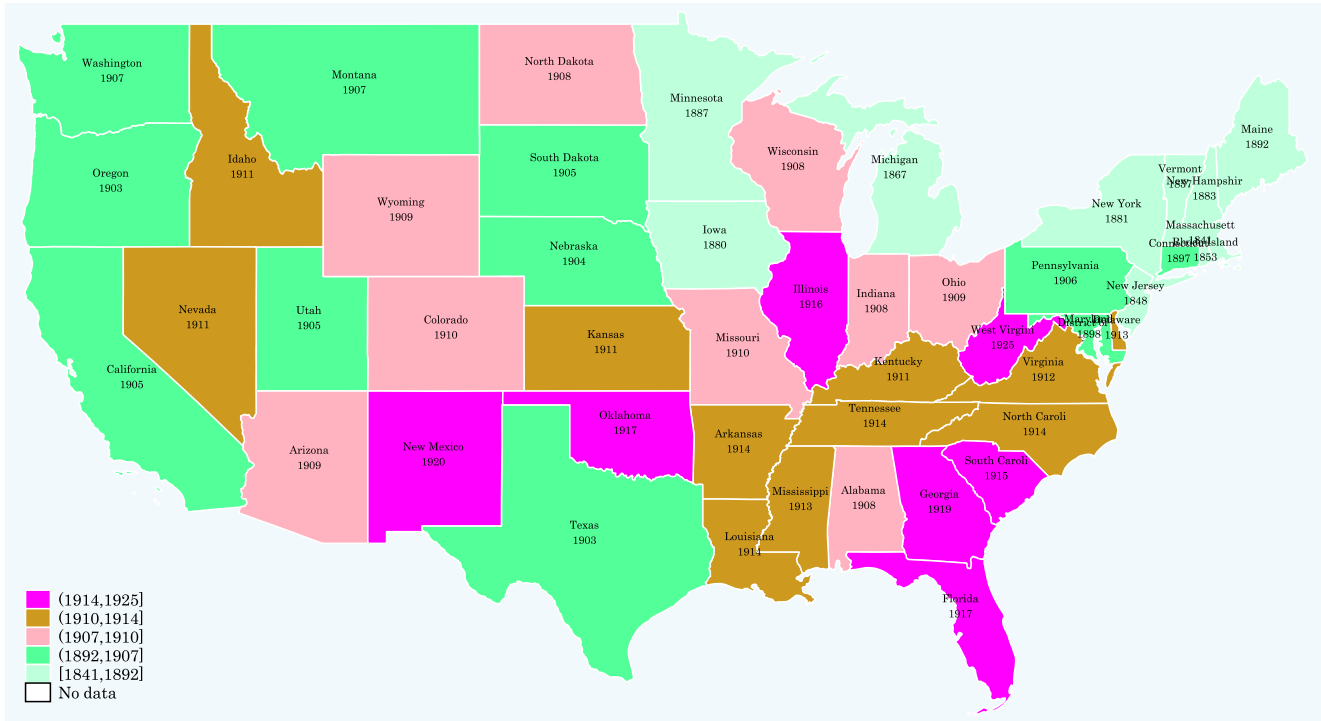 Washington
1907
Montana
1907
North Dakota
1908
Minnesota
1887
Idaho
1911
Oregon
1903
South Dakota
1905
Wisconsin
1908
Michigan
1867
Maine
1892
Vermont
New Hampshir
1883
Wyoming
1909
New York
1881
Iowa
1880
Massachusett
1841
Rhode Island
1853
Connecticut
1897
Nebraska
1904
Pennsylvania
1906
New Jersey
1848
Nevada
1911
Utah
1905
Colorado
1910
Kansas
1911
Missouri
1910
Illinois
1916
Indiana
1908
Ohio
1909
West Virgini
1925
Maryland
1898
Delaware
1913
District of
California
1905
Kentucky
1911
Virginia
1912
Arizona
1909
New Mexico
1920
Oklahoma
1917
Arkansas
1914
Tennessee
1914
North Caroli
1914
South Caroli
1915
Texas
1903
Louisiana
1914
Mississippi
1913
Alabama
1908
Georgia
1919
Florida
1917
(1914,1925]
(1910,1914]
(1907,1910]
(1892,1907]
[1841,1892]
No data